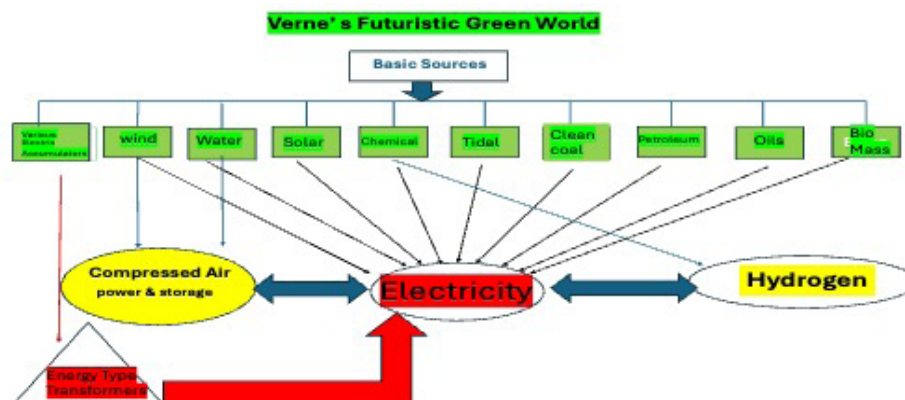 Verne's Futuristic Green World
Basic Sources
Various
Accumulators
wind
Water
Solar
Chemical
Tidal
Clean
coal
Petroleum
Oils
Bio
Mass
Compressed Air
power & storage
Electricity
Hydrogen
Energy Type
Transformers